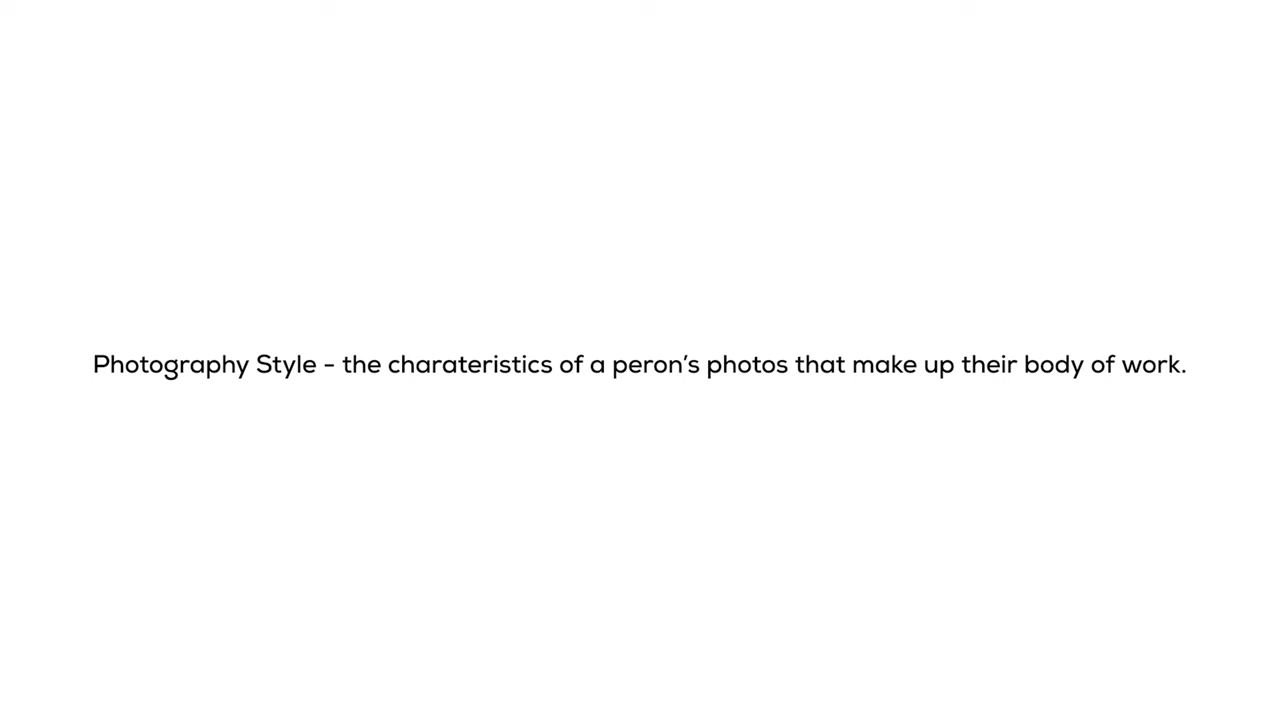 Photography Style - the charateristics of a peron’s photos that make up their body of work.